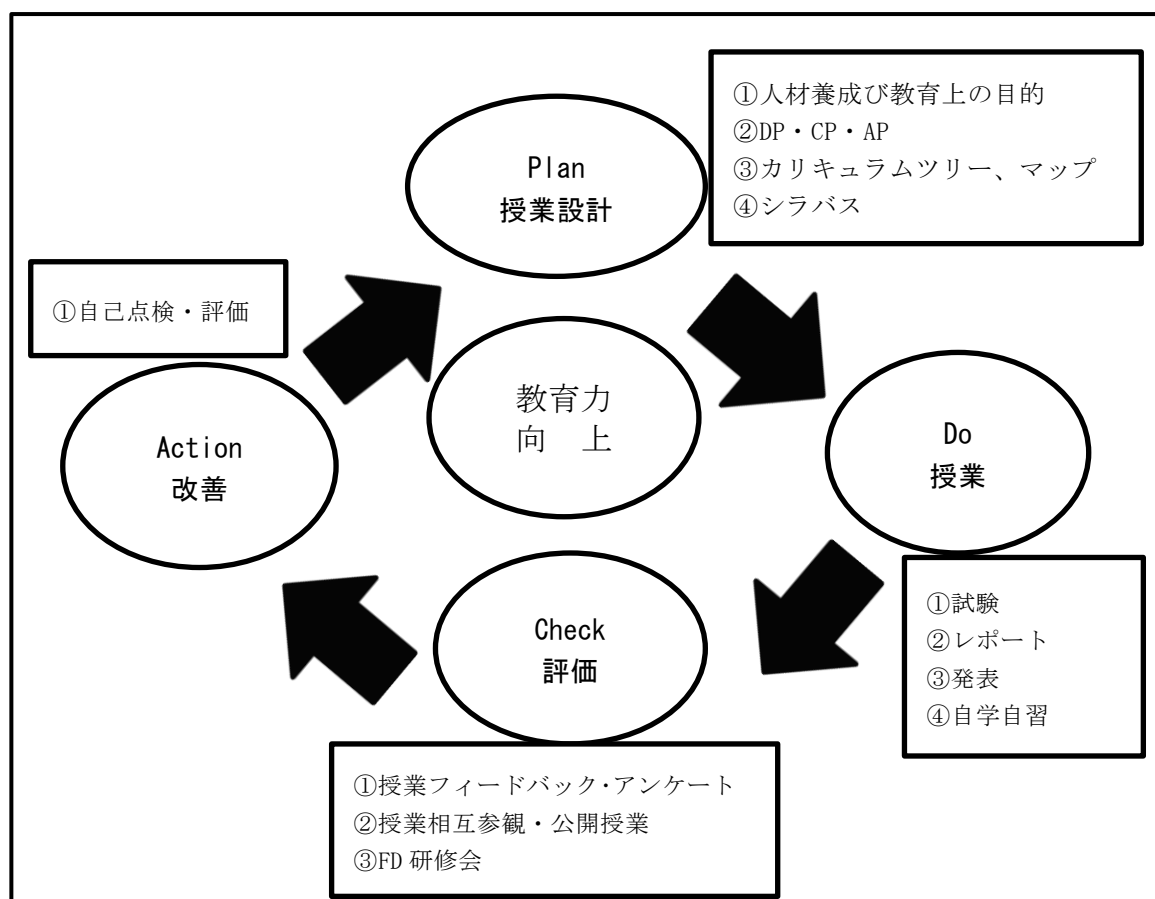 Plan
授業設計
①人材養成び教育上の目的
②DP・CP・AP
③カリキュラムツリー、マップ
④シラバス
①自己点検・評価
教育力
向　上
Action
改善
Do
授業
①試験
②レポート
③発表
④自学自習
Check
評価
①授業フィードバック・アンケート
②授業相互参観・公開授業
③FD 研修会